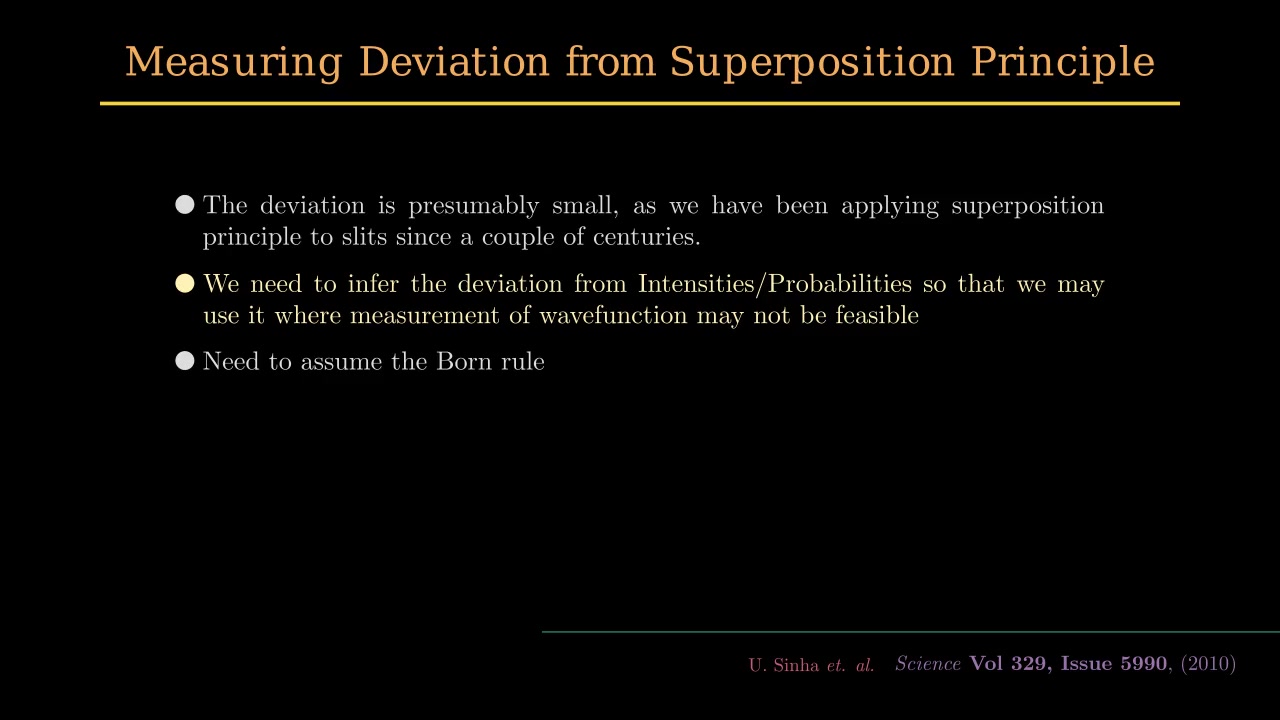 Measuring Deviation from Superposition Principle
● The deviation is presumably small, as we have been applying superposition
principle to slits since a couple of centuries.
● We need to infer the deviation from Intensities/Probabilities so that we may
use it where measurement of wavefunction may not be feasible
● Need to assume the Born rule
U. Sinha et. al. Science Vol 329, Issue 5990, (2010)